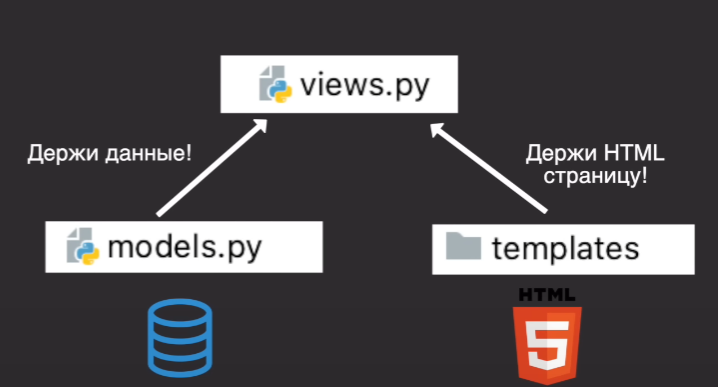 views.py
Держи данные!
Держи HTML
страницу!
models.py
templates
HTML
5